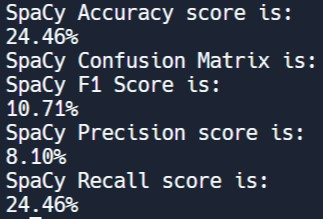 SpaCy Accuracy score is:
24.46%
SpaCy Confusion Matrix is:
SpaCy F1 Score is:
10.71%
SpaCy Precision score is:
8.10%
SpaCy Recall score is:
24.46%